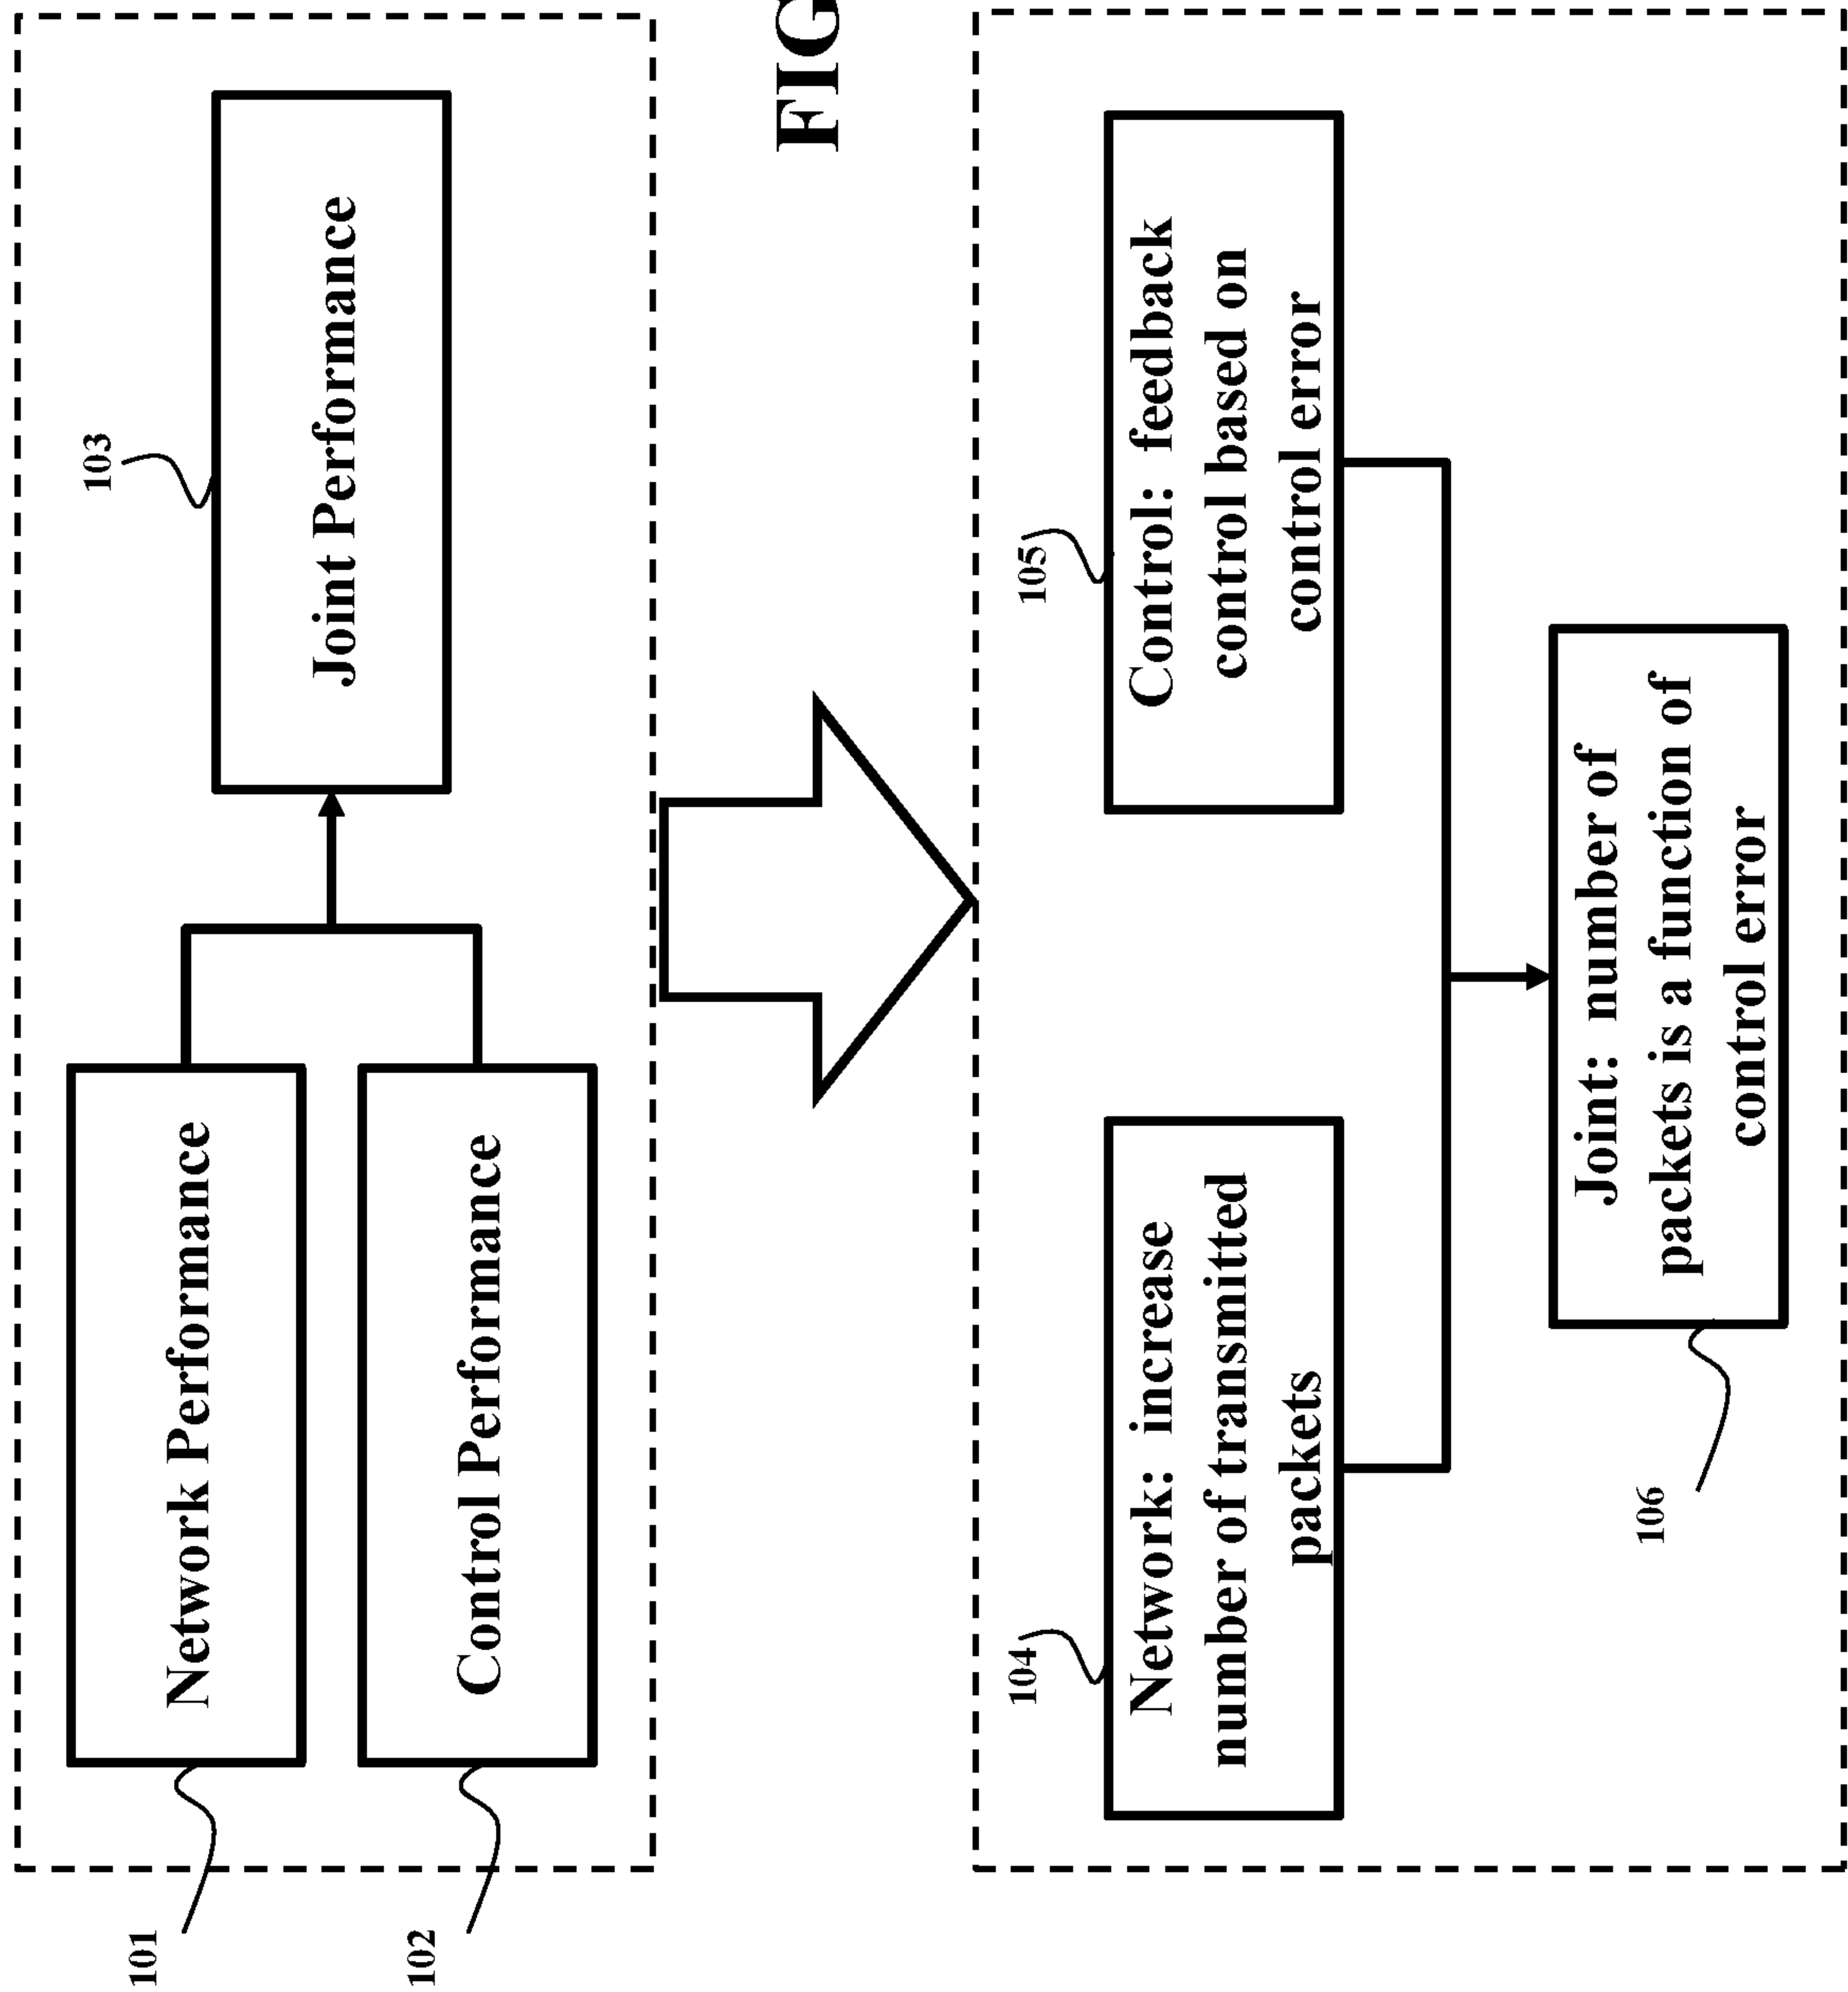 101
Network Performance
102
Control Performance
103
Joint Performance
FIG
104
Network: increase
number of transmitted
packets
105
Control: feedback
control based on
control error
106
Joint: number of
packets is a function of
control error